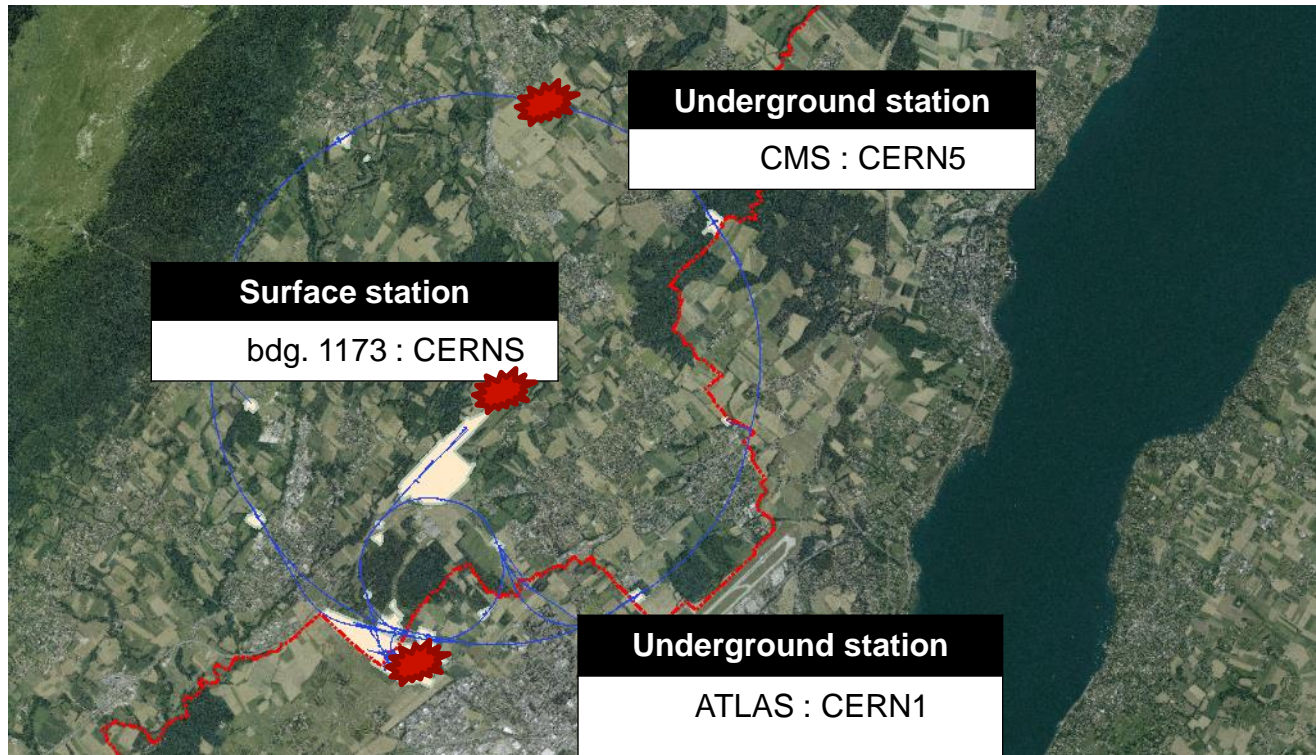 Underground station
CMS : CERN5
Surface station
bdg. 1173 : CERNS
Underground station
ATLAS : CERN1